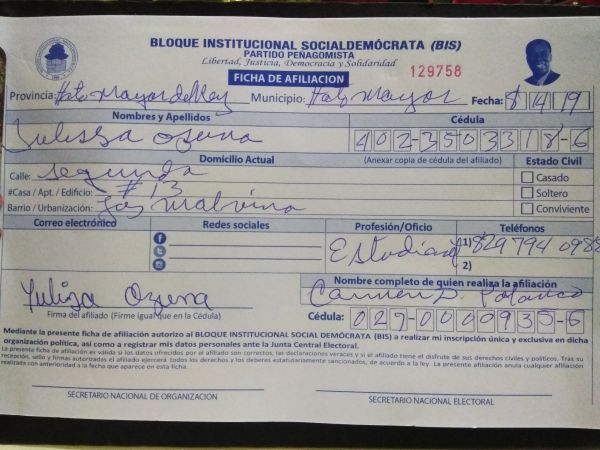 BLOQUE INSTITUCIONAL SOCIALDEMÓCRATA (BIS)
PARTIDO PEÑAGOMISTA
Libertad, Justicia, Democracia y Solidaridad
FICHA DE AFILIACION
129758
Provincia: Hato Mayor del Rey Municipio: Hato Mayor Fecha: 8/14/19
Nombres y Apellidos Cédula
Julissa Ozuna 402-3503318-6
Domicilio Actual (Anexar copia de cédula del afiliado) Estado Civil
Calle: Segunda Casado
#Casa / Apt. / Edificio: #13 Soltero
Barrio / Urbanización: Las Malvina Conviviente
Correo electrónico Redes sociales Profesión/Oficio Teléfonos
Estudiante 1) 829 794 0988
2)
Yuliza Ozuna
Firma del afiliado (Firme igual que en la Cédula)
Nombre completo de quien realiza la afiliación
Carmen D. Polanco
Cédula: 027-0000935-6
Mediante la presente ficha de afiliación autorizo al BLOQUE INSTITUCIONAL SOCIAL DEMÓCRATA (BIS) a realizar mi inscripción única y exclusiva en dicha
organización política, así como a registrar mis datos personales ante la Junta Central Electoral.
La presente ficha de afiliación es válida si los datos ofrecidos por el afiliado son correctos, las declaraciones veraces y si el afiliado tiene el disfrute de sus derechos civiles y políticos. Tras su
recepción, sello y firmas autorizadas el afiliado ejercerá todos los derechos y los deberes estatutariamente sancionados, de acuerdo a la ley. La presente afiliación anula cualquier afiliación
realizada con anterioridad a la fecha que aparece en esta ficha.
SECRETARIO NACIONAL DE ORGANIZACIÓN
SECRETARIO NACIONAL ELECTORAL